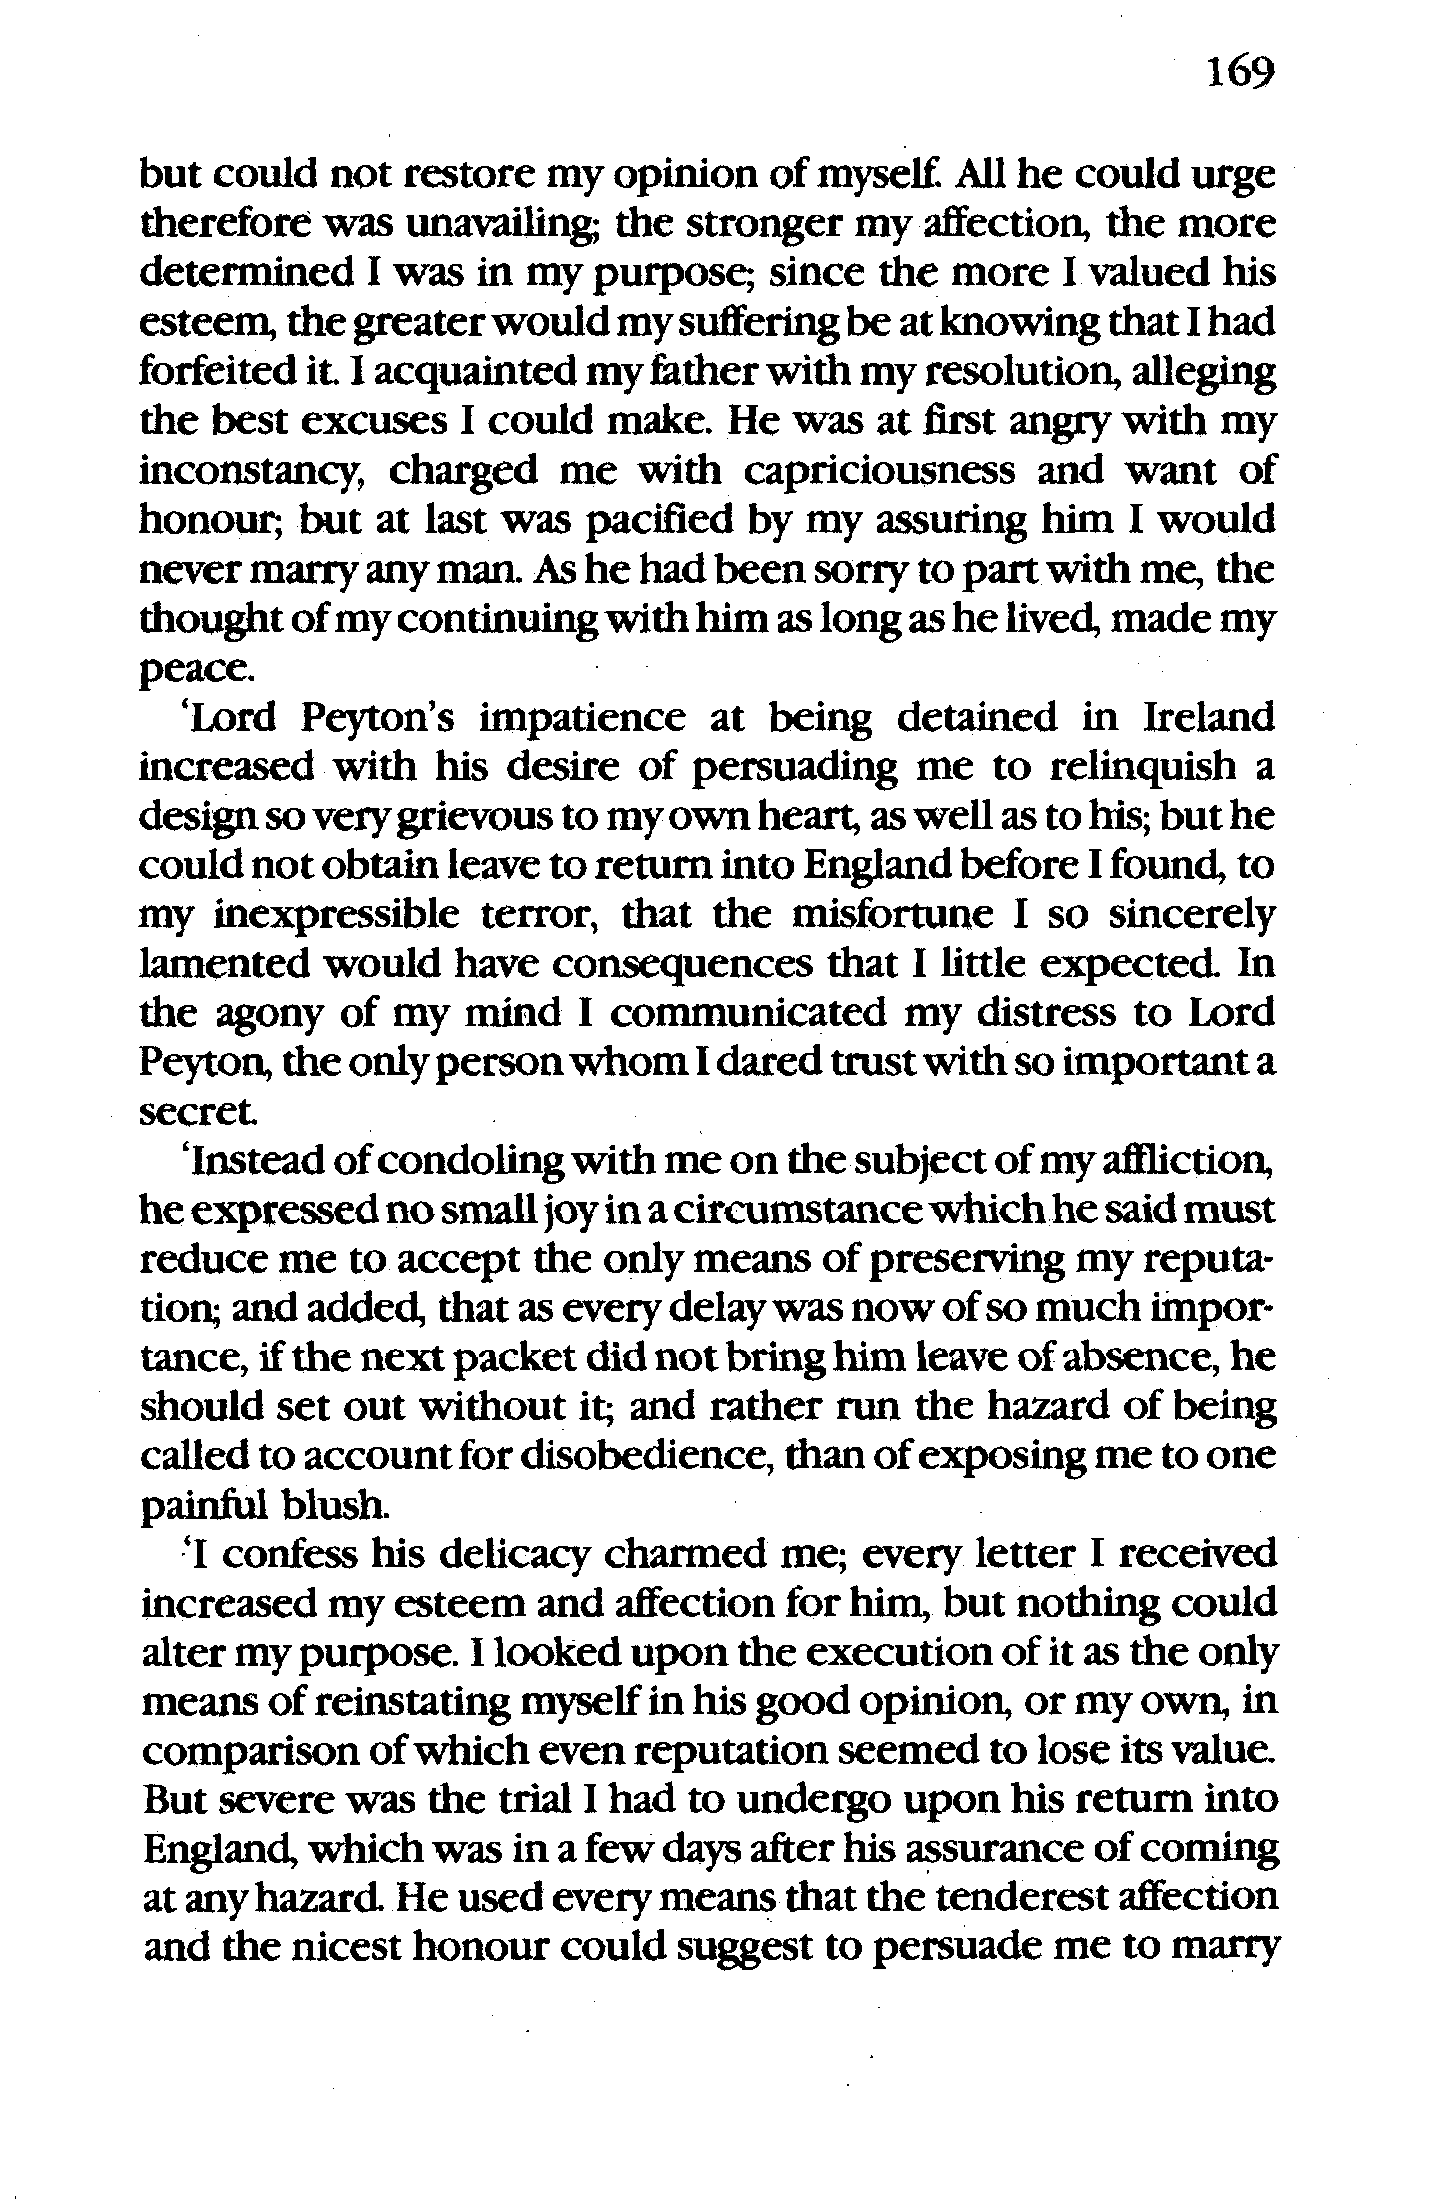 169
but could not restore my opinion of myself. All he could urge
therefore was unavailing; the stronger my affection, the more
determined I was in my purpose; since the more I valued his
esteem, the greater would my suffering be at knowing that I had
forfeited it. I acquainted my father with my resolution, alleging
the best excuses I could make. He was at first angry with my
inconstancy, charged me with capriciousness and want of
honour; but at last was pacified by my assuring him I would
never marry any man. As he had been sorry to part with me, the
thought of my continuing with him as long as he lived, made my
peace.
‘Lord Peyton’s impatience at being detained in Ireland
increased with his desire of persuading me to relinquish a
design so very grievous to my own heart, as well as to his; but he
could not obtain leave to return into England before I found, to
my inexpressible terror, that the misfortune I so sincerely
lamented would have consequences that I little expected. In
the agony of my mind I communicated my distress to Lord
Peyton, the only person whom I dared trust with so important a
secret.
‘Instead of condoling with me on the subject of my affliction,
he expressed no small joy in a circumstance which he said must
reduce me to accept the only means of preserving my reputa-
tion; and added, that as every delay was now of so much impor-
tance, if the next packet did not bring him leave of absence, he
should set out without it; and rather run the hazard of being
called to account for disobedience, than of exposing me to one
painful blush.
‘I confess his delicacy charmed me; every letter I received
increased my esteem and affection for him, but nothing could
alter my purpose. I looked upon the execution of it as the only
means of reinstating myself in his good opinion, or my own, in
comparison of which even reputation seemed to lose its value.
But severe was the trial I had to undergo upon his return into
England, which was in a few days after his assurance of coming
at any hazard. He used every means that the tenderest affection
and the nicest honour could suggest to persuade me to marry